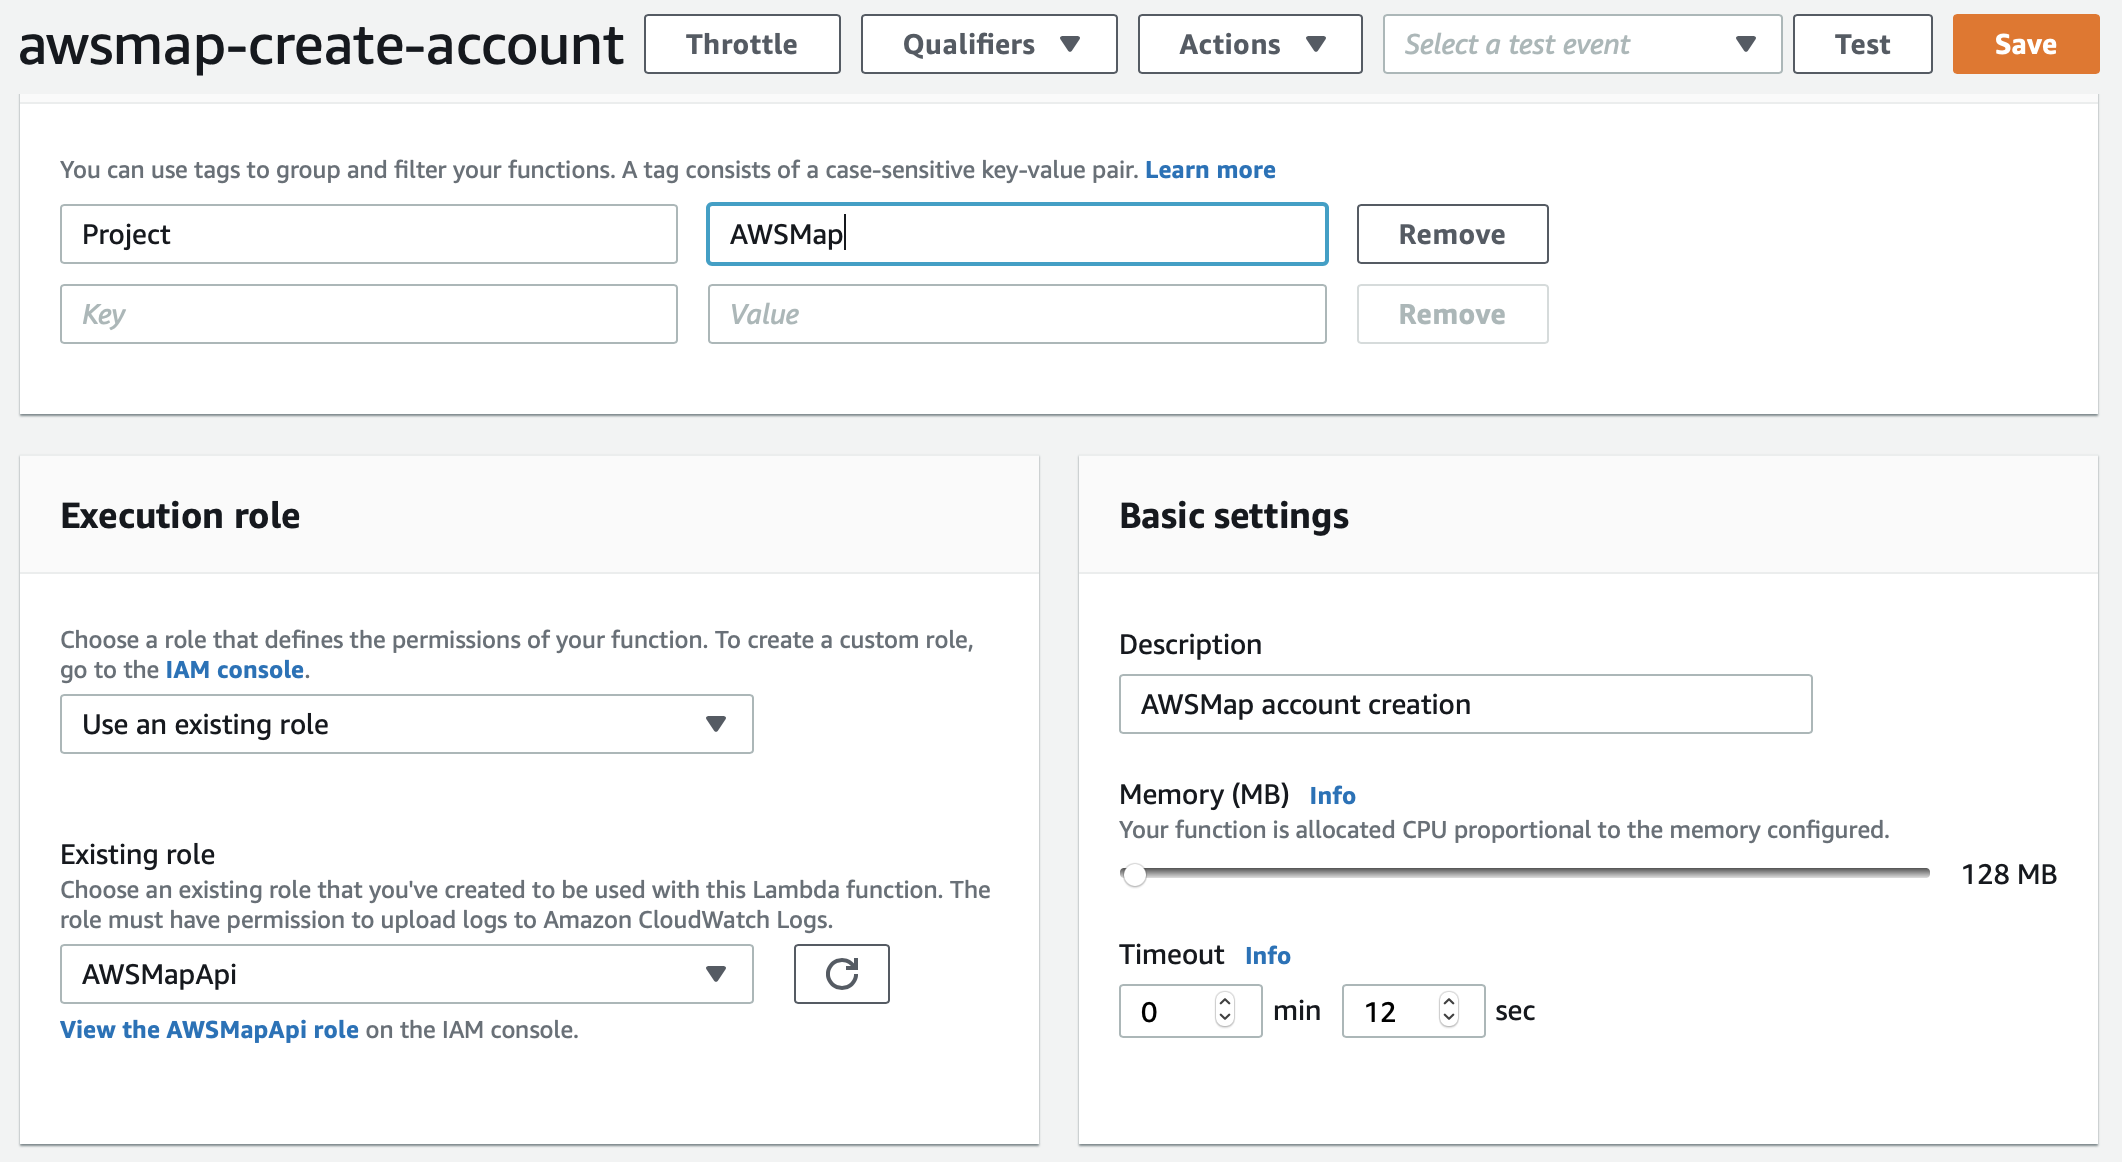 awsmap-create-account Throttle Qualifiers Actions Select a test event Test Save
You can use tags to group and filter your functions. A tag consists of a case-sensitive key-value pair. Learn more
Project AWSMap Remove
Key Value Remove
Execution role
Choose a role that defines the permissions of your function. To create a custom role,
go to the IAM console.
Use an existing role
Existing role
Choose an existing role that you've created to be used with this Lambda function. The
role must have permission to upload logs to Amazon CloudWatch Logs.
AWSMapApi
View the AWSMapApi role on the IAM console.
Basic settings
Description
AWSMap account creation
Memory (MB) Info
Your function is allocated CPU proportional to the memory configured.
128 MB
Timeout Info
0 min 12 sec